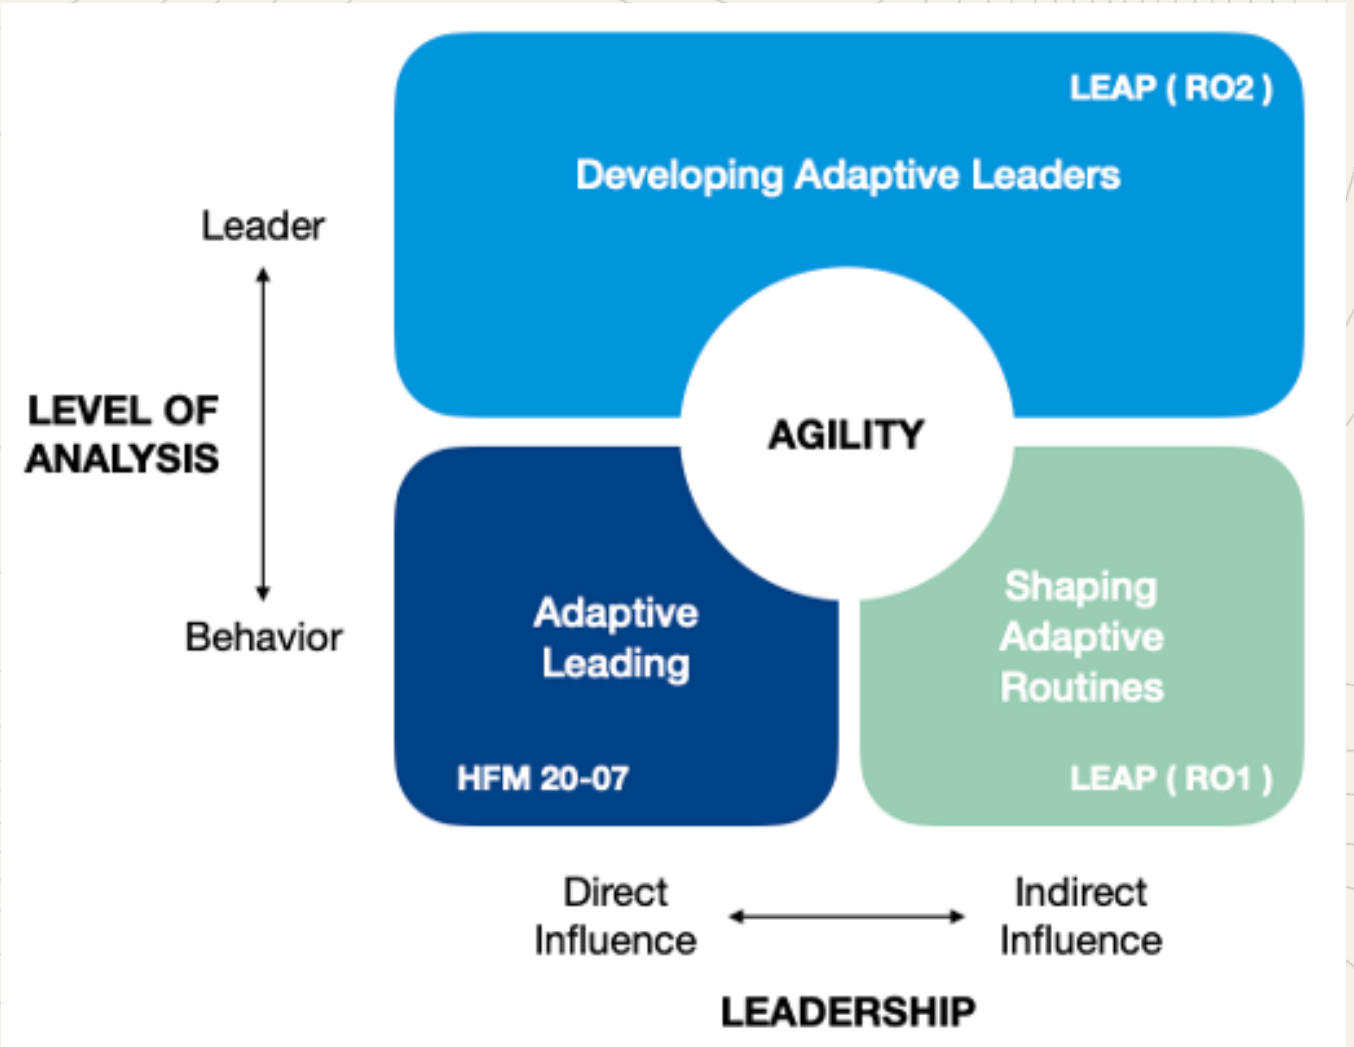 LEAP ( RO2 )
Developing Adaptive Leaders
Leader
LEVEL OF
ANALYSIS
Behavior
AGILITY
Adaptive
Leading
HFM 20-07
Shaping
Adaptive
Routines
LEAP ( RO1 )
Direct
Influence
Indirect
Influence
LEADERSHIP